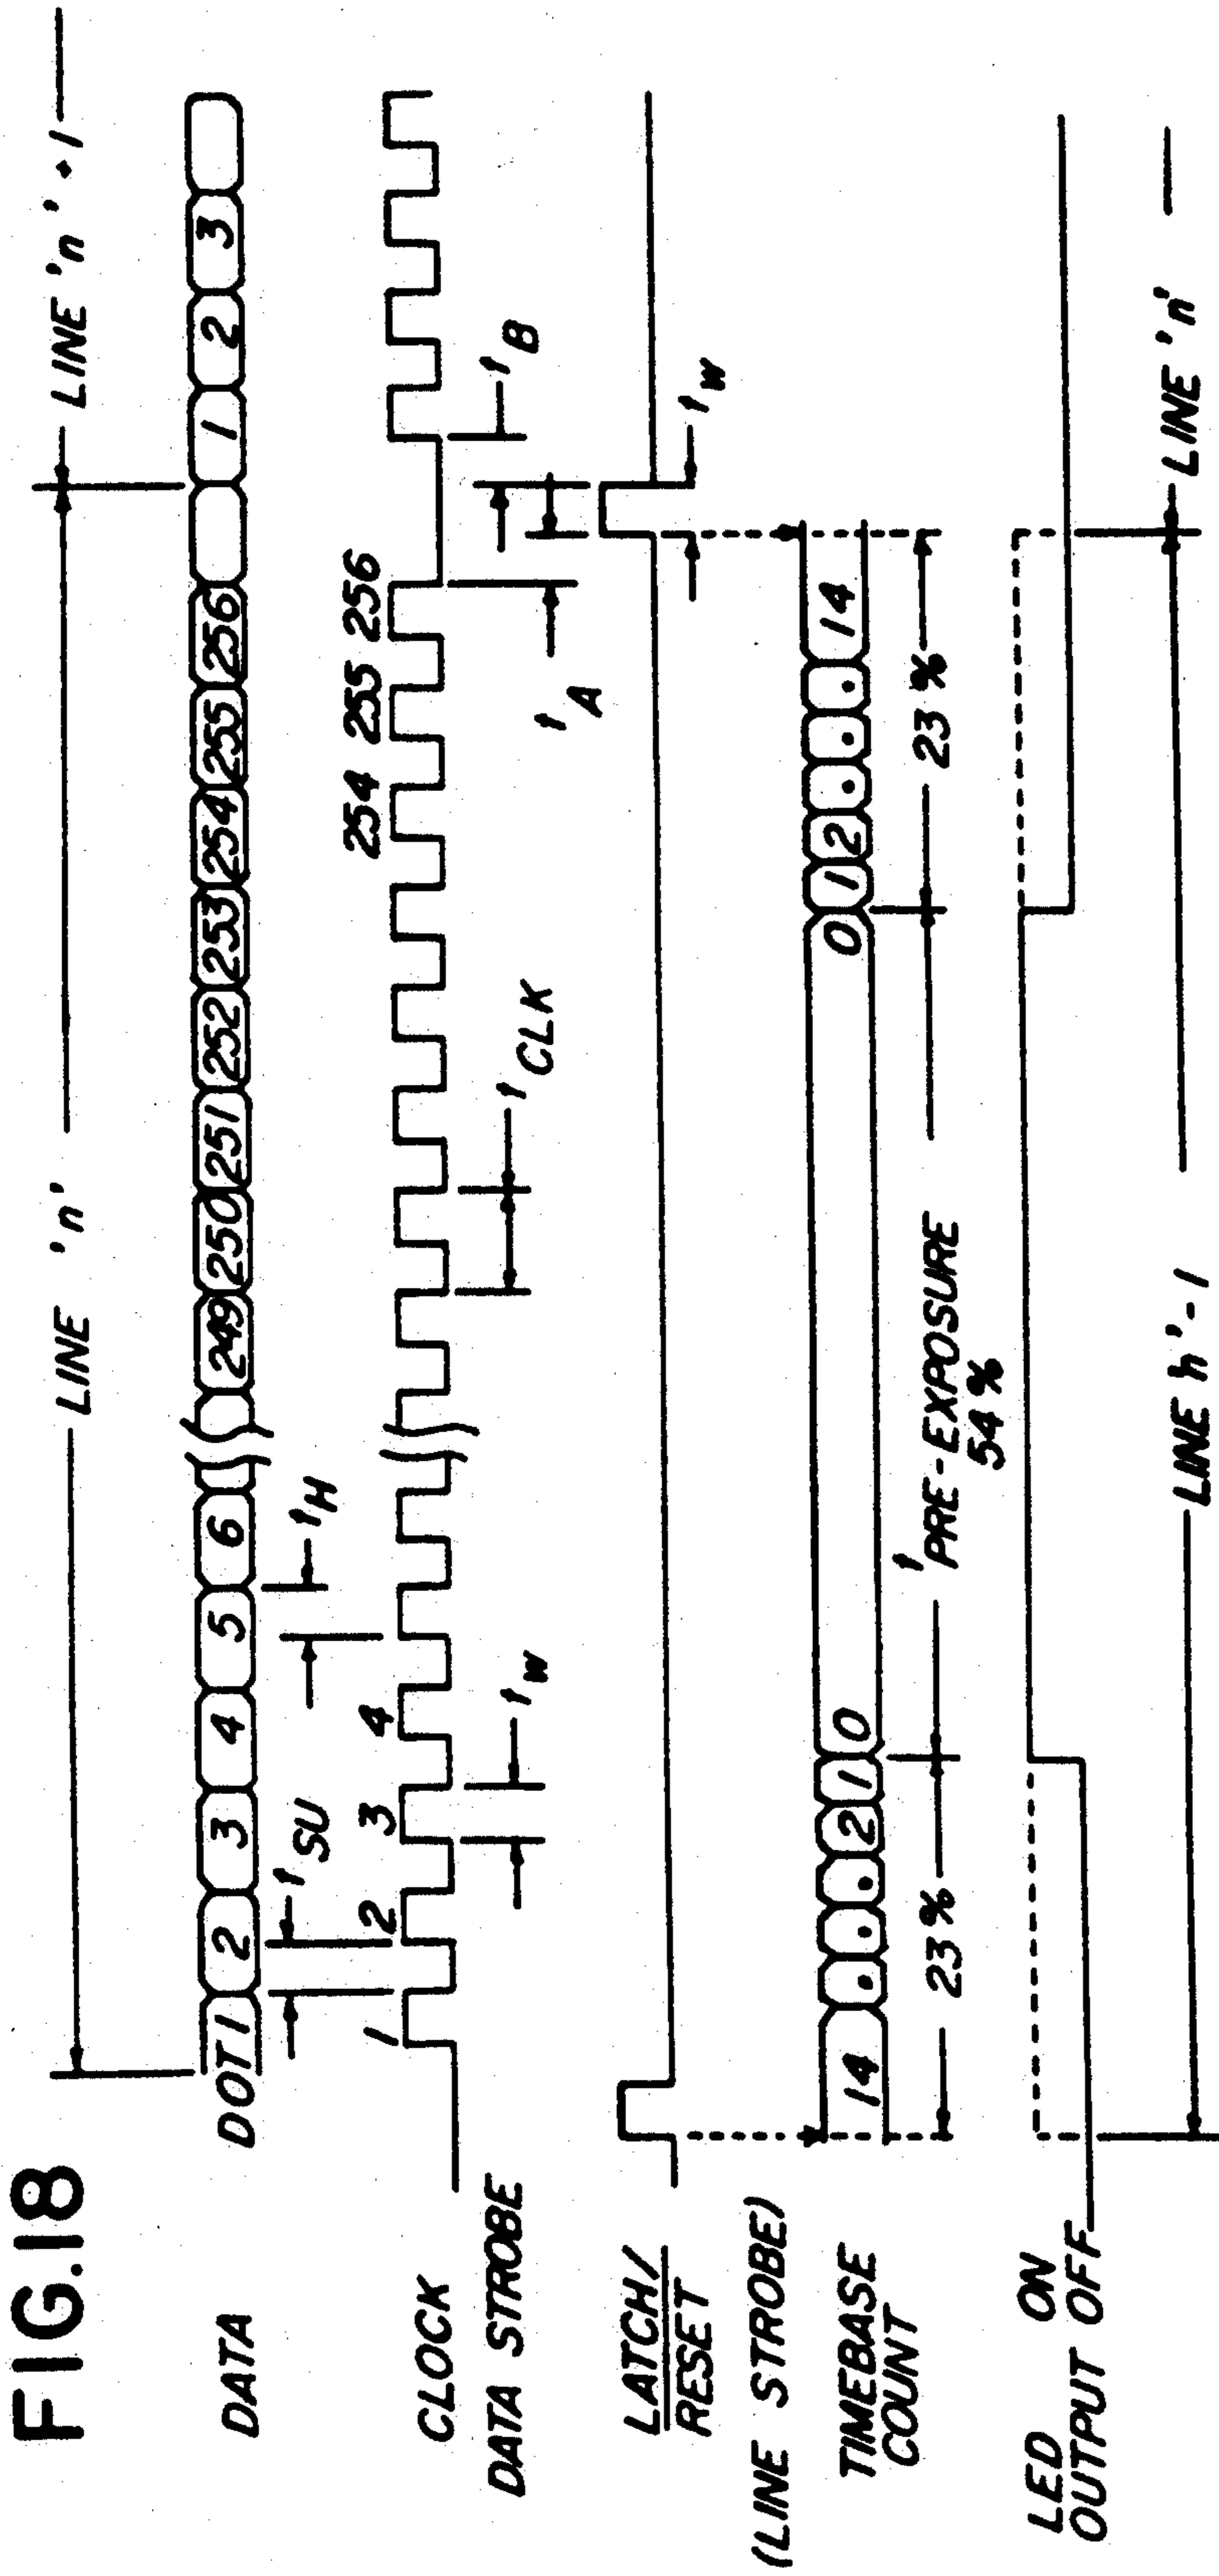 FIG.18
LINE 'n' LINE 'n'+1
DATA DOT 1 2 3 4 5 6 249 250 251 252 253 254 255 256 1 2 3
tSU tH
1 2 3 4 254 255 256
CLOCK
DATA STROBE
tW tCLK tA tB
LATCH/
RESET
(LINE STROBE)
tW
TIMEBASE
COUNT
14 . . . 2 1 0 0 1 2 . . . 14
23% tPRE-EXPOSURE 23%
54%
LED ON
OUTPUT OFF
LINE h'-1 LINE 'n'